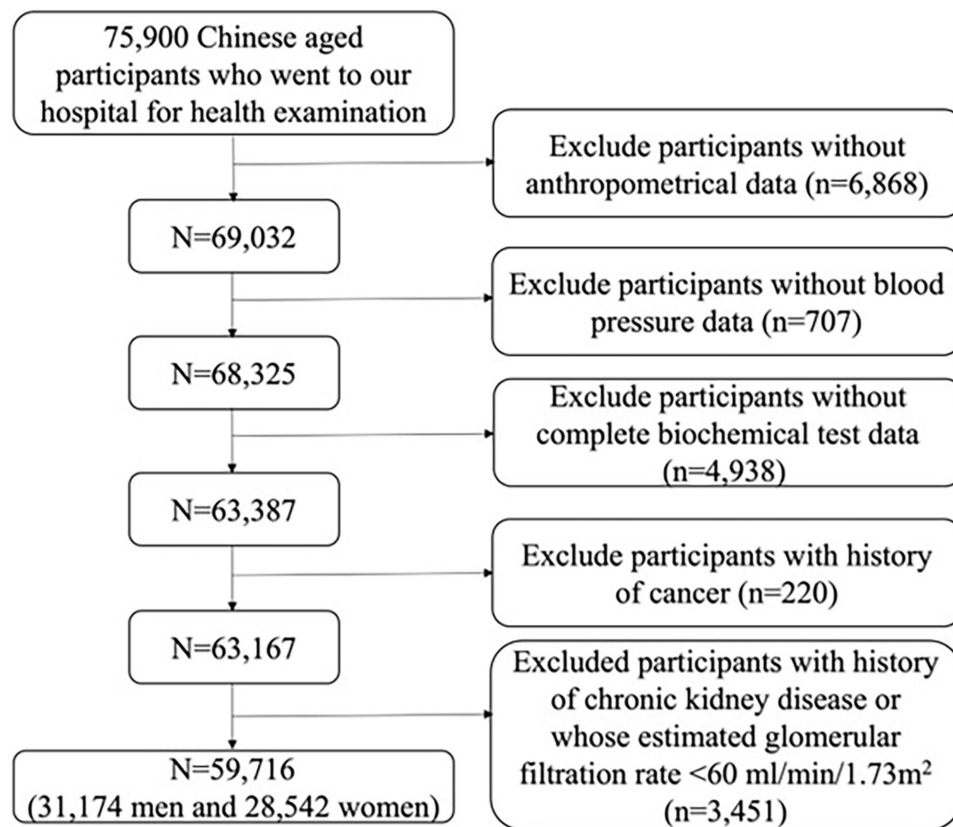 75,900 Chinese aged
participants who went to our
hospital for health examination
Exclude participants without
anthropometrical data (n=6,868)
N=69,032
Exclude participants without blood
pressure data (n=707)
N=68,325
Exclude participants without
complete biochemical test data
(n=4,938)
N=63,387
Exclude participants with history
of cancer (n=220)
N=63,167
Excluded participants with history
of chronic kidney disease or
whose estimated glomerular
filtration rate <60 ml/min/1.73m²
(n=3,451)
N=59,716
(31,174 men and 28,542 women)